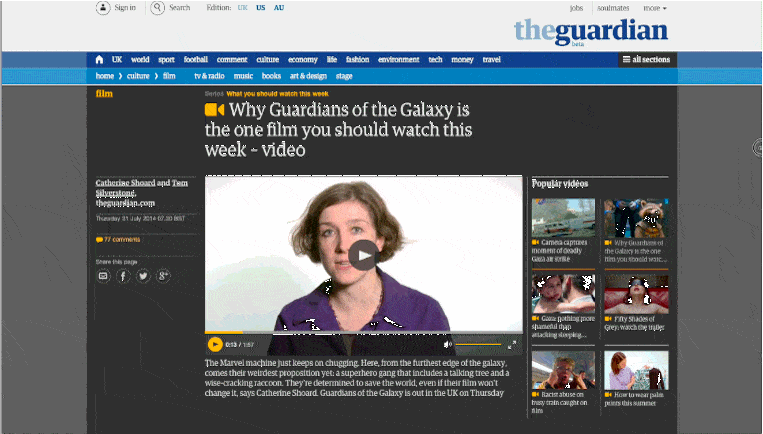 Sign in Search Edition: UK US AU jobs soulmates more
theguardian
beta
UK world sport football comment culture economy life fashion environment tech money travel all sections
home culture film tv & radio music books art & design stage
film
Series What you should watch this week
Why Guardians of the Galaxy is
the one film you should watch this
week - video
Catherine Shoard and Tom
Silverstone,
theguardian.com
Thursday 31 July 2014 07.20 BST
77 comments
Share this page
0:13 / 1:57
The Marvel machine just keeps on chugging. Here, from the furthest edge of the galaxy,
comes their weirdest proposition yet: a superhero gang that includes a talking tree and a
wise-cracking raccoon. They're determined to save the world, even if their film won't
change it, says Catherine Shoard. Guardians of the Galaxy is out in the UK on Thursday
Popular videos
Camera captures
moment of deadly
Gaza air strike
Why Guardians of
the Galaxy is the one
film you should watc...
Gaza: nothing more
shameful than
attacking sleeping...
Fifty Shades of
Grey: watch the trailer
Racist abuse on
busy train caught on
film
How to wear palm
prints this summer